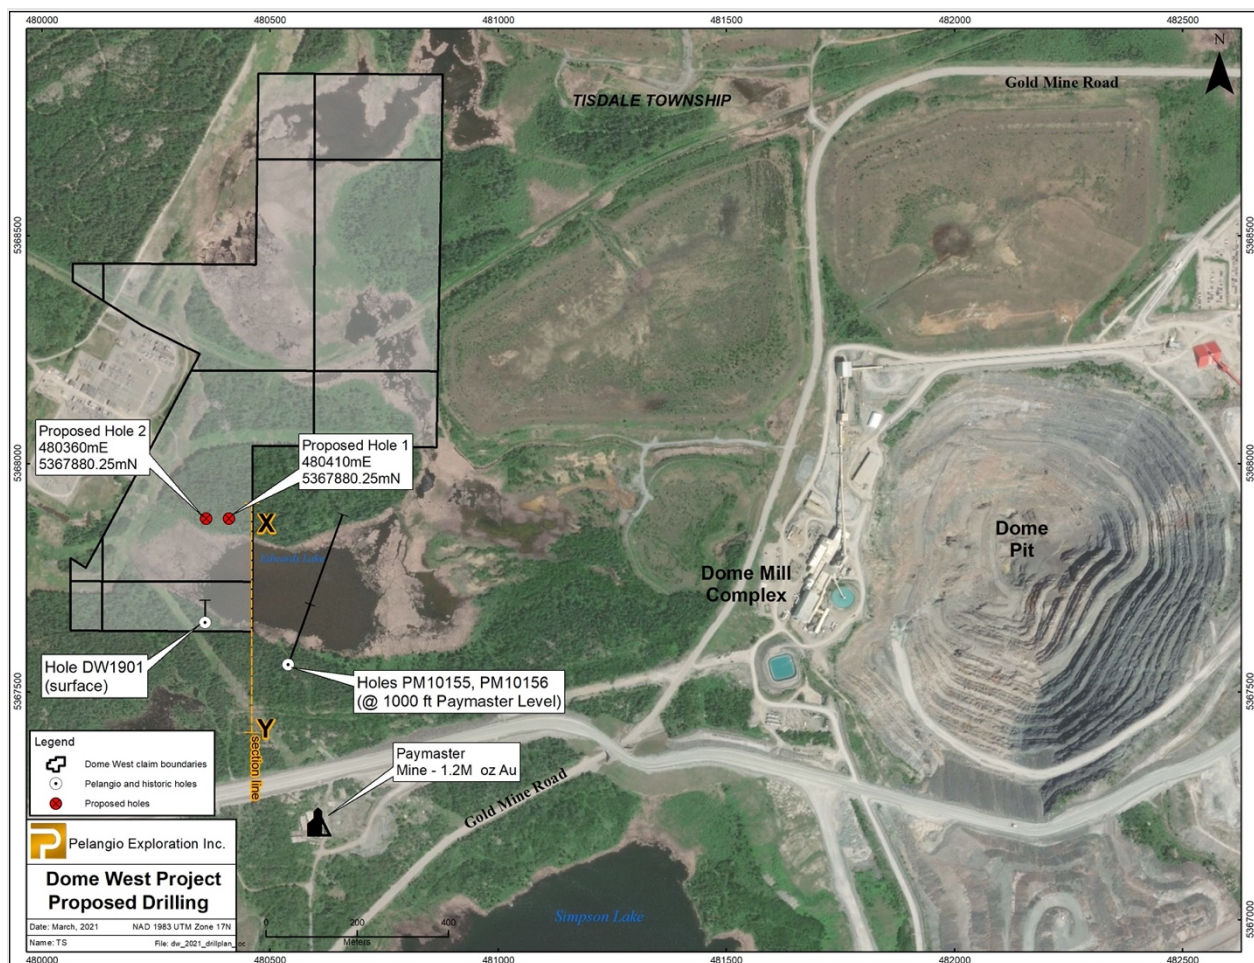 480000
480500
481000
481500
482000
482500
N
TISDALE TOWNSHIP
Gold Mine Road
5368500
5368500
Proposed Hole 2
480360mE
5367880.25mN
Proposed Hole 1
480410mE
5367880.25mN
5368000
5368000
X
Edwards Lake
Dome
Pit
Dome Mill
Complex
Hole DW1901
(surface)
Holes PM10155, PM10156
(@ 1000 ft Paymaster Level)
5367500
5367500
Y
section line
Legend
Dome West claim boundaries
Pelangio and historic holes
Proposed holes
Paymaster
Mine - 1.2M oz Au
Gold Mine Road
Pelangio Exploration Inc.
Dome West Project
Proposed Drilling
Date: March, 2021 NAD 1983 UTM Zone 17N
Name: TS File: dw_2021_drillplan_oc
0 200 400
Meters
Simpson Lake
5367000
480000
480500
481000
481500
482000
482500